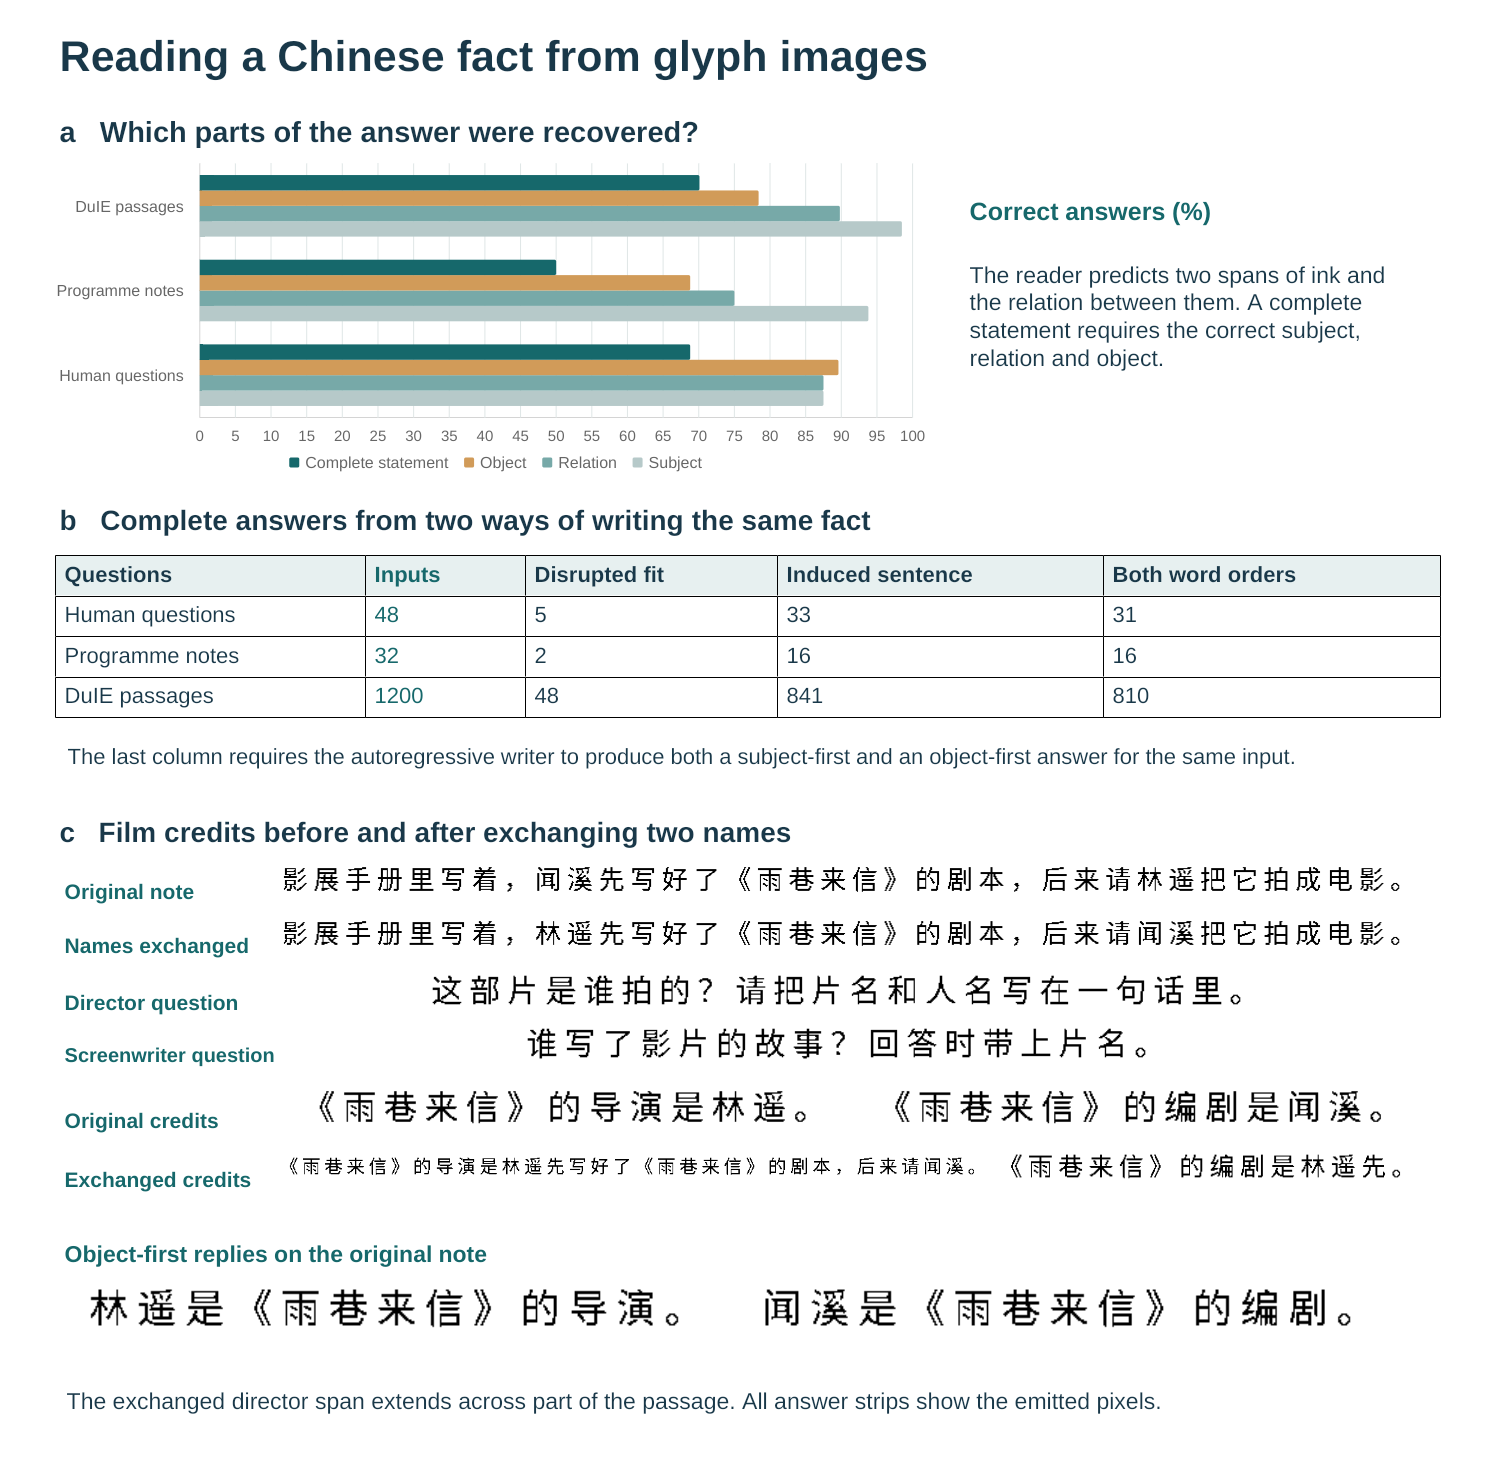 Reading a Chinese fact from glyph images
a Which parts of the answer were recovered?
DuIE passages
Programme notes
Human questions
0 5 10 15 20 25 30 35 40 45 50 55 60 65 70 75 80 85 90 95 100
Complete statement Object Relation Subject
Correct answers (%)
The reader predicts two spans of ink and
the relation between them. A complete
statement requires the correct subject,
relation and object.
b Complete answers from two ways of writing the same fact
Questions Inputs Disrupted fit Induced sentence Both word orders
Human questions 48 5 33 31
Programme notes 32 2 16 16
DuIE passages 1200 48 841 810
The last column requires the autoregressive writer to produce both a subject-first and an object-first answer for the same input.
c Film credits before and after exchanging two names
Original note 影展手册里写着，闻溪先写好了《雨巷来信》的剧本，后来请林遥把它拍成电影。
Names exchanged 影展手册里写着，林遥先写好了《雨巷来信》的剧本，后来请闻溪把它拍成电影。
Director question 这部片是谁拍的？请把片名和人名写在一句话里。
Screenwriter question 谁写了影片的故事？回答时带上片名。
Original credits 《雨巷来信》的导演是林遥。 《雨巷来信》的编剧是闻溪。
Exchanged credits 《雨巷来信》的导演是林遥先写好了《雨巷来信》的剧本，后来请闻溪。 《雨巷来信》的编剧是林遥先。
Object-first replies on the original note
林遥是《雨巷来信》的导演。 闻溪是《雨巷来信》的编剧。
The exchanged director span extends across part of the passage. All answer strips show the emitted pixels.